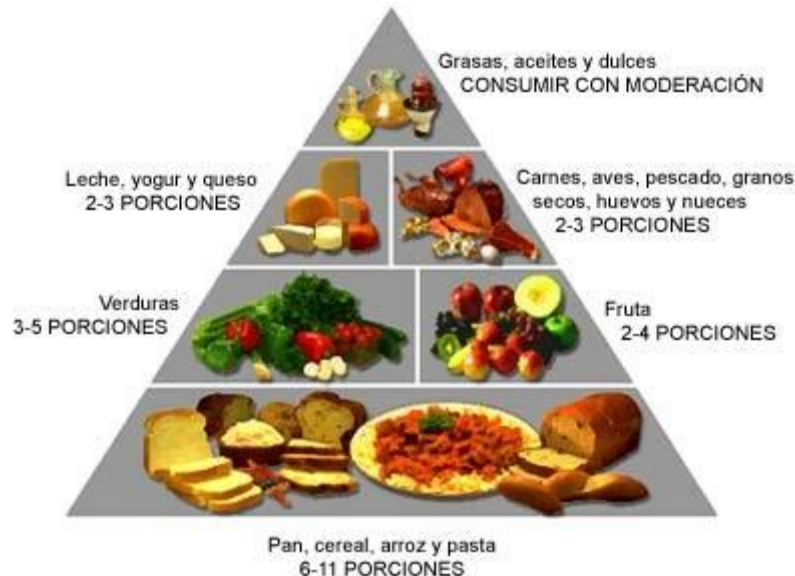 Grasas, aceites y dulces
CONSUMIR CON MODERACIÓN
Leche, yogur y queso
2-3 PORCIONES
Carnes, aves, pescado, granos
secos, huevos y nueces
2-3 PORCIONES
Verduras
3-5 PORCIONES
Fruta
2-4 PORCIONES
Pan, cereal, arroz y pasta
6-11 PORCIONES